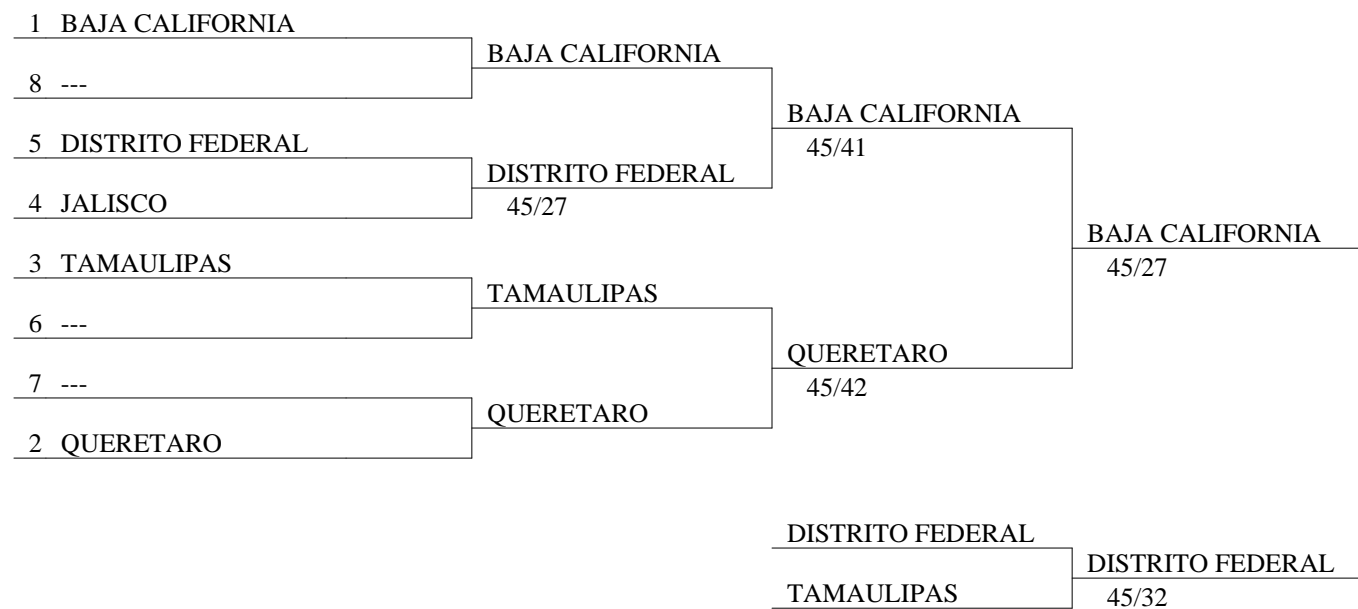 1 BAJA CALIFORNIA
BAJA CALIFORNIA
8 ---
BAJA CALIFORNIA
45/41
5 DISTRITO FEDERAL
DISTRITO FEDERAL
45/27
4 JALISCO
BAJA CALIFORNIA
45/27
3 TAMAULIPAS
TAMAULIPAS
6 ---
QUERETARO
45/42
7 ---
QUERETARO
2 QUERETARO
DISTRITO FEDERAL
DISTRITO FEDERAL
45/32
TAMAULIPAS